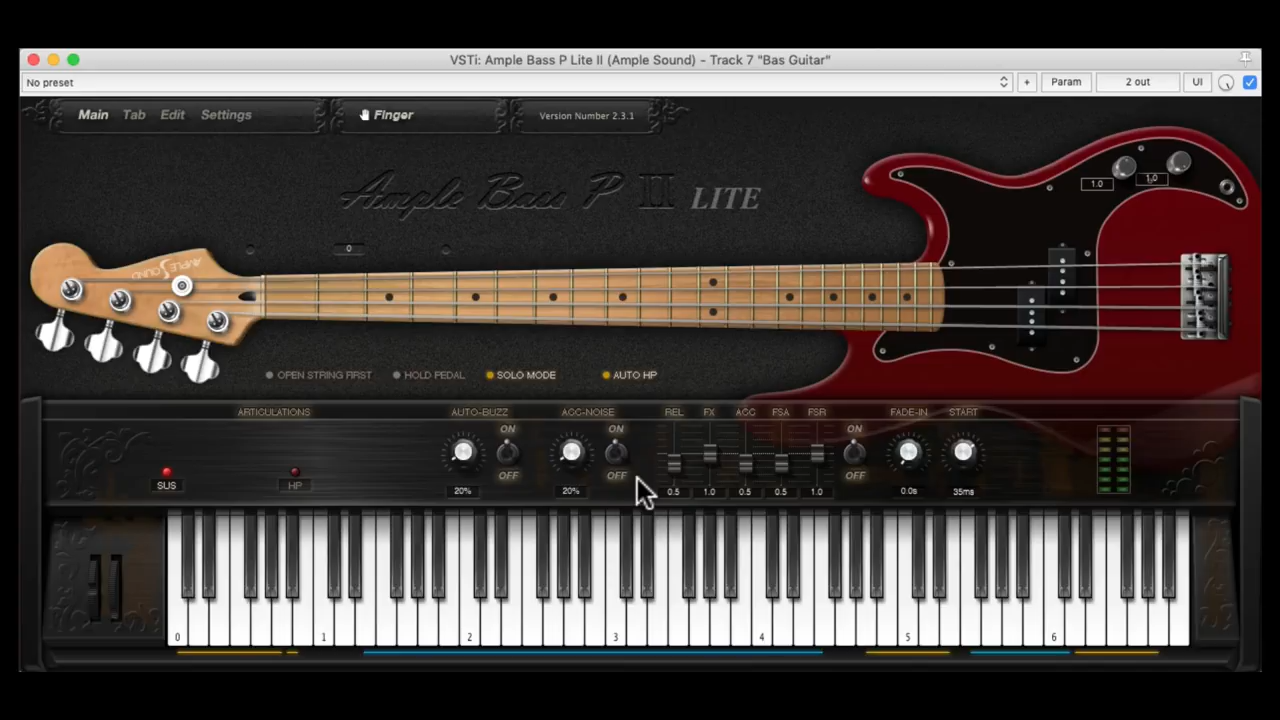 VSTi: Ample Bass P Lite II (Ample Sound) - Track 7 "Bas Guitar"
No preset
+
Param
2 out
UI
Main
Tab
Edit
Settings
Finger
Version Number 2.3.1
Ample Bass P II LITE
1.0
1.0
0
AMPLE SOUND
OPEN STRING FIRST
HOLD PEDAL
SOLO MODE
AUTO HP
ARTICULATIONS
AUTO-BUZZ
ACC-NOISE
REL
FX
ACC
FSA
FSR
FADE-IN
START
ON
ON
ON
OFF
OFF
OFF
SUS
HP
20%
20%
0.5
1.0
0.5
0.5
1.0
0.0s
35ms
0
1
2
3
4
5
6